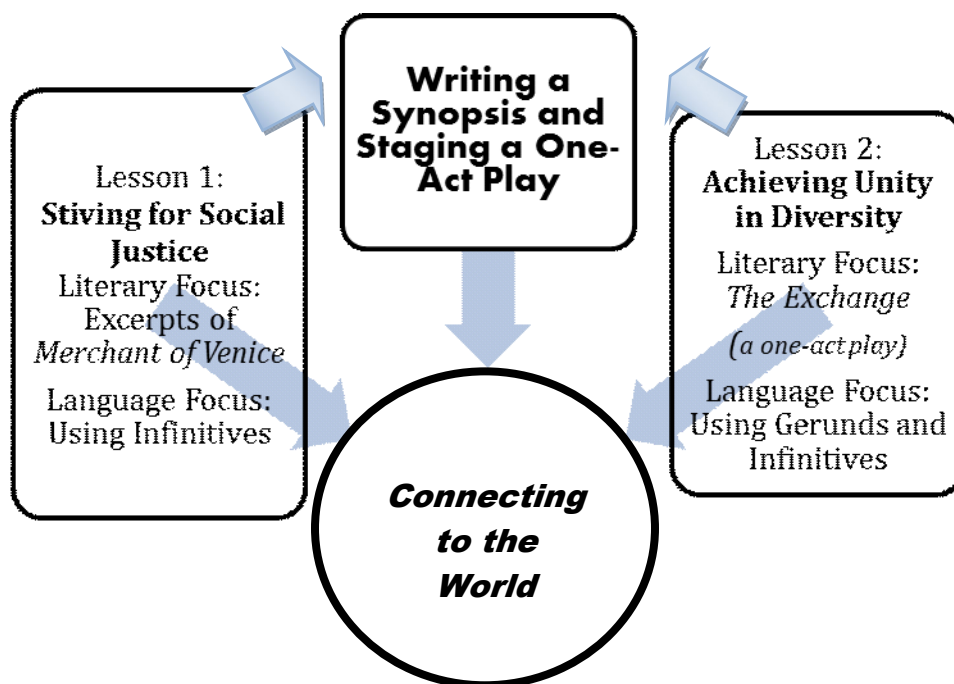 Writing a
Synopsis and
Staging a One-
Act Play
Lesson 1:
Stiving for Social
Justice
Literary Focus:
Excerpts of
Merchant of Venice
Language Focus:
Using Infinitives
Lesson 2:
Achieving Unity
in Diversity
Literary Focus:
The Exchange
(a one-act play)
Language Focus:
Using Gerunds and
Infinitives
Connecting
to the
World